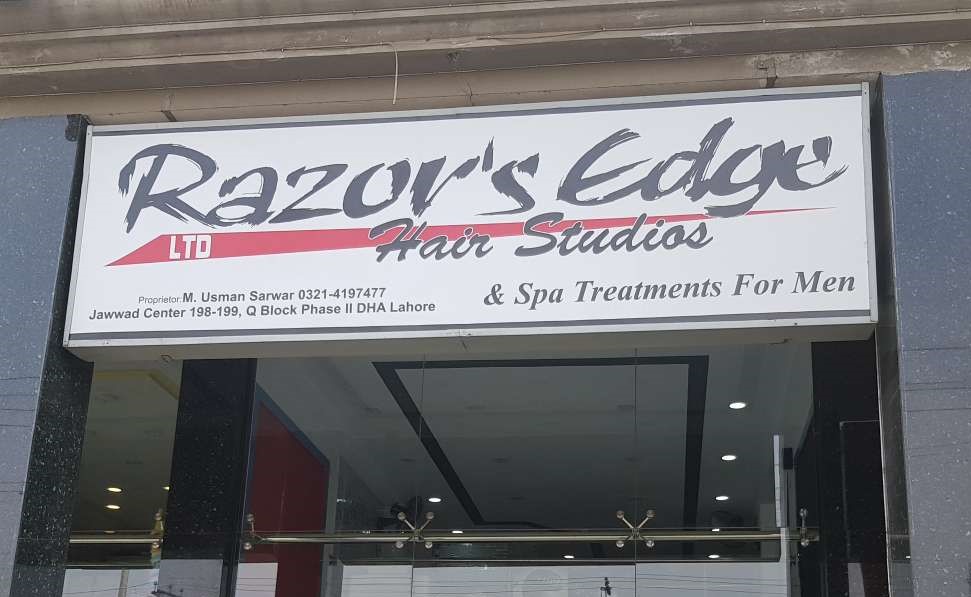 Razor's Edge
LTD
Hair Studios
& Spa Treatments For Men
Proprietor:M. Usman Sarwar 0321-4197477
Jawwad Center 198-199, Q Block Phase II DHA Lahore